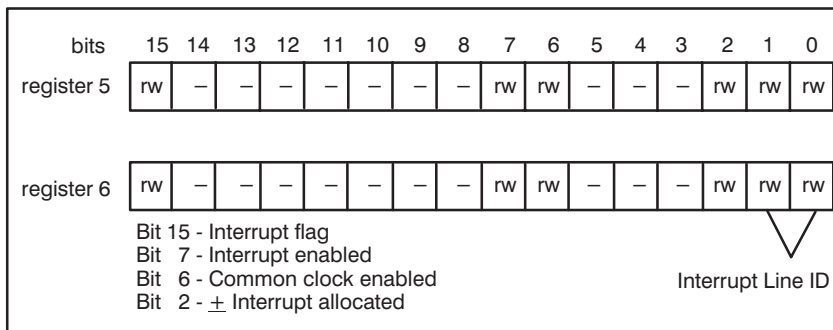 bits 15 14 13 12 11 10 9 8 7 6 5 4 3 2 1 0
register 5 rw – – – – – – – rw rw – – – rw rw rw
register 6 rw – – – – – – – rw rw – – – rw rw rw
Bit 15 - Interrupt flag
Bit 7 - Interrupt enabled
Bit 6 - Common clock enabled
Bit 2 - + Interrupt allocated
Interrupt Line ID